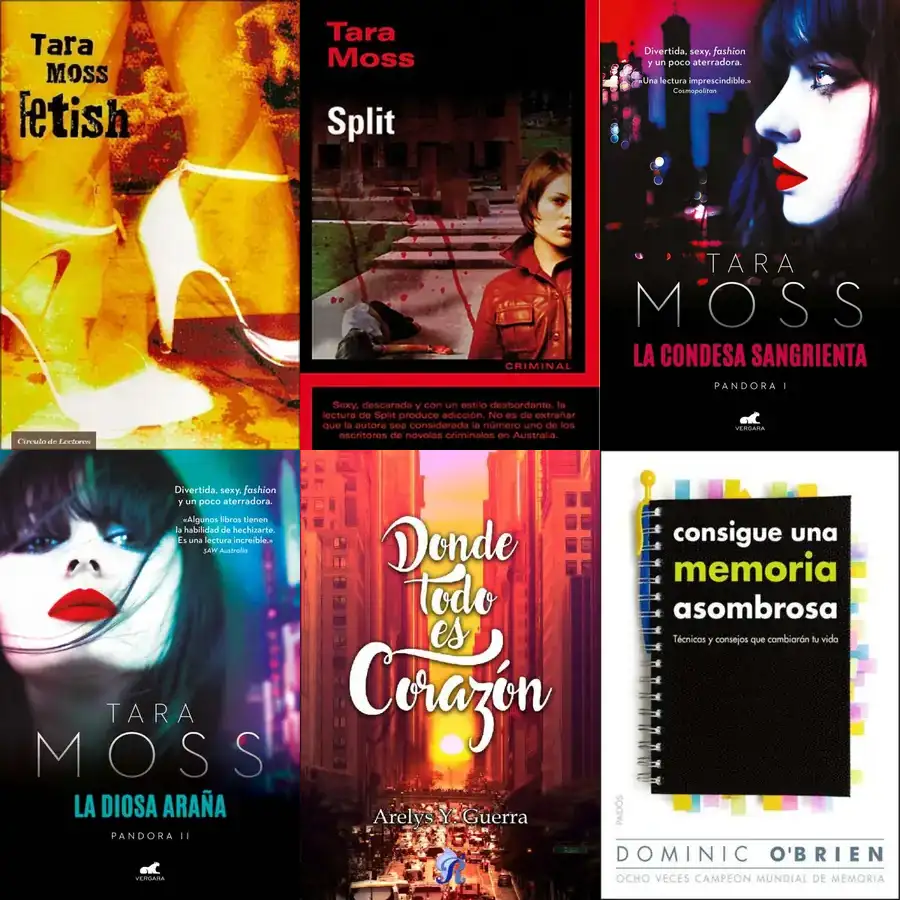 Tara
Moss
fetish
Círculo de Lectores
Tara
Moss
Split
CRIMINAL
Sexy, descarada y con un estilo desbordante, la
lectura de Split produce adicción. No es de extrañar
que la autora sea considerada la número uno de los
escritores de novelas criminales en Australia.
Divertida, sexy, fashion
y un poco aterradora.
«Una lectura imprescindible.»
Cosmopolitan
TARA
MOSS
LA CONDESA SANGRIENTA
PANDORA I
VERGARA
Divertida, sexy, fashion
y un poco aterradora.
«Algunos libros tienen
la habilidad de hechizarte.
Es una lectura increíble.»
SAW Australia
TARA
MOSS
LA DIOSA ARAÑA
PANDORA II
VERGARA
Donde
Todo
es
Corazón
Arelys Y. Guerra
R
consigue una
memoria
asombrosa
Técnicas y consejos que cambiarán tu vida
PAIDÓS
DOMINIC O'BRIEN
OCHO VECES CAMPEÓN MUNDIAL DE MEMORIA